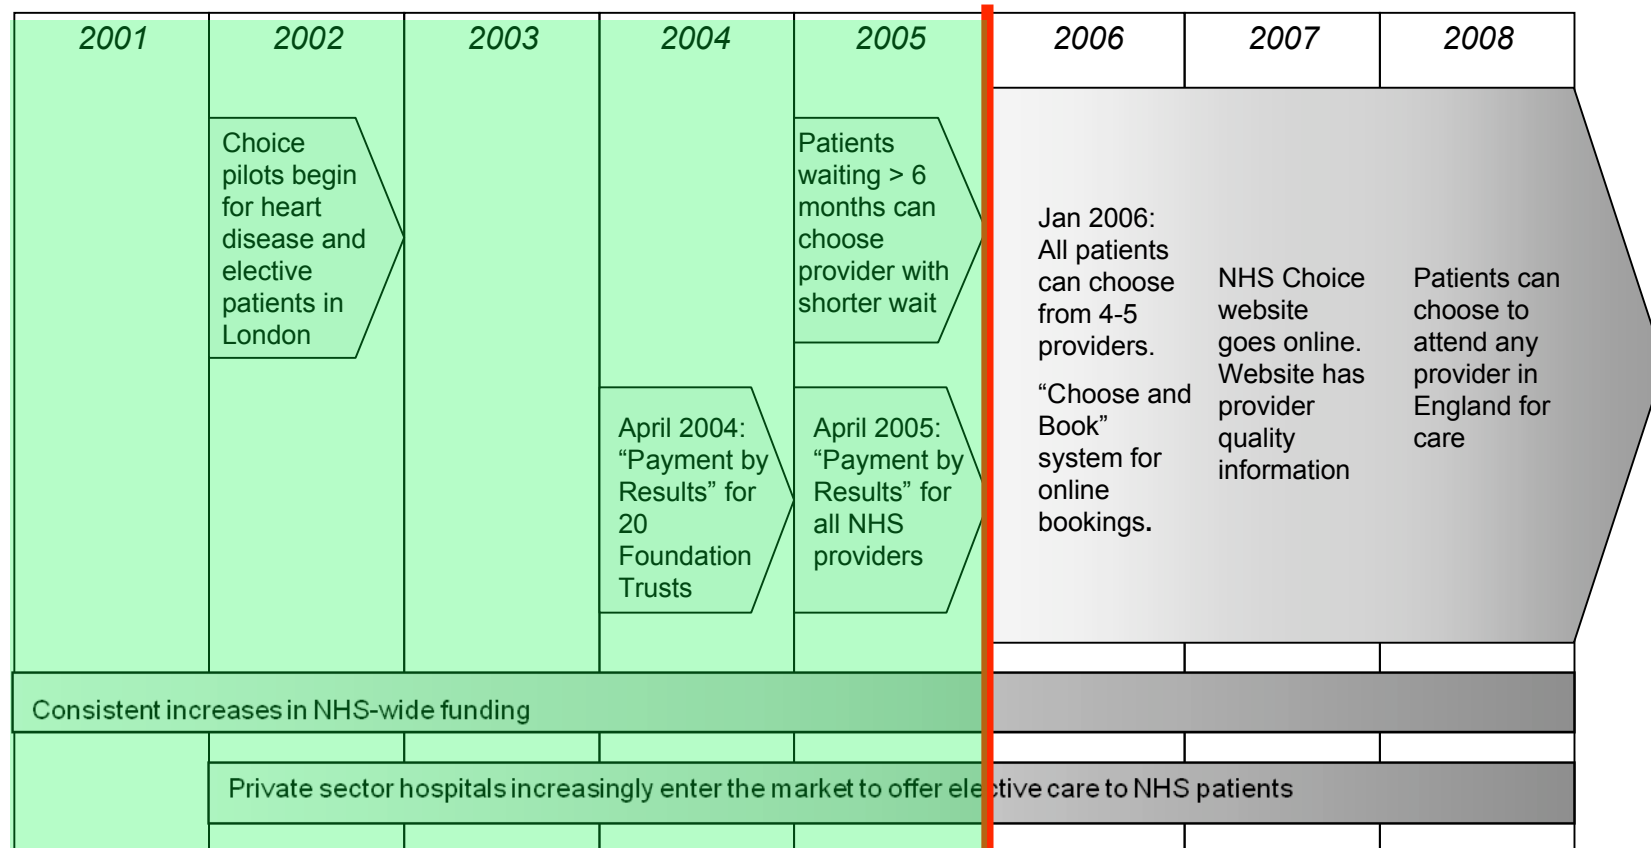 2001
2002
2003
2004
2005
2006
2007
2008
Choice
pilots begin
for heart
disease and
elective
patients in
London
Patients
waiting > 6
months can
choose
provider with
shorter wait
April 2004:
“Payment by
Results” for
20
Foundation
Trusts
April 2005:
“Payment by
Results” for
all NHS
providers
Jan 2006:
All patients
can choose
from 4-5
providers.
“Choose and
Book”
system for
online
bookings.
NHS Choice
website
goes online.
Website has
provider
quality
information
Patients can
choose to
attend any
provider in
England for
care
Consistent increases in NHS-wide funding
Private sector hospitals increasingly enter the market to offer elective care to NHS patients